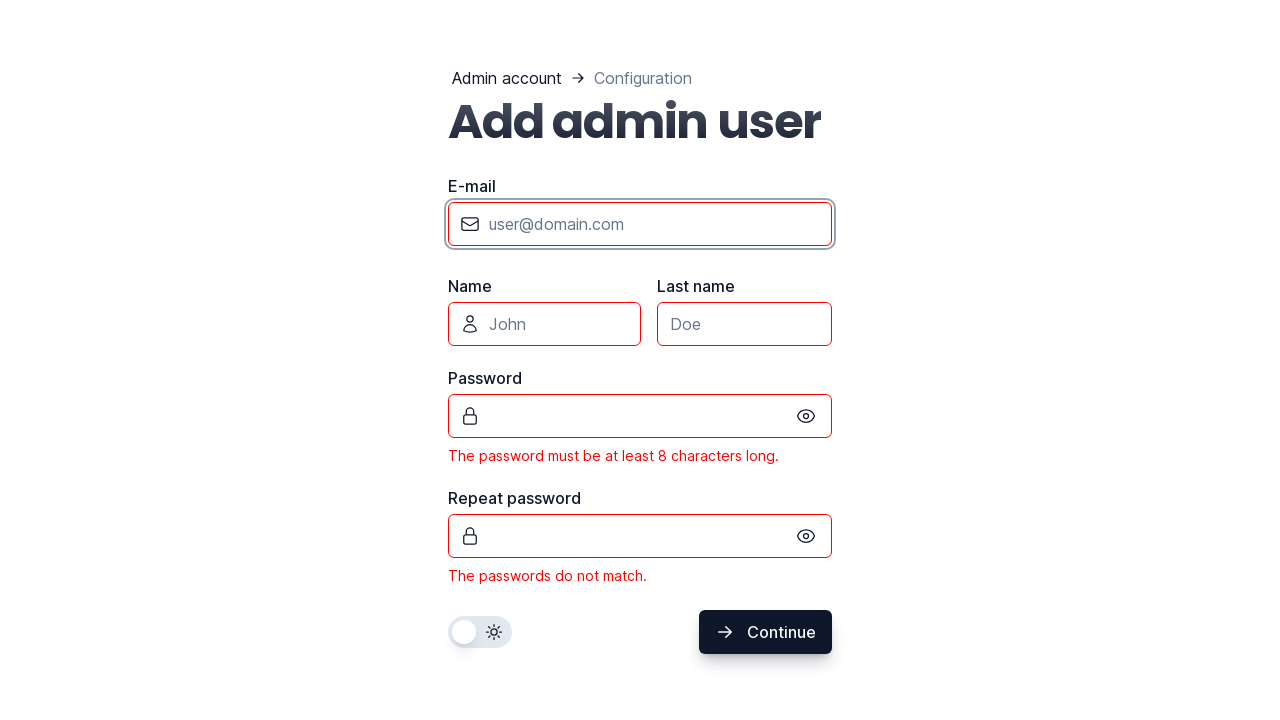 Admin account → Configuration
Add admin user
E-mail
user@domain.com
Name Last name
John Doe
Password
The password must be at least 8 characters long.
Repeat password
The passwords do not match.
Continue